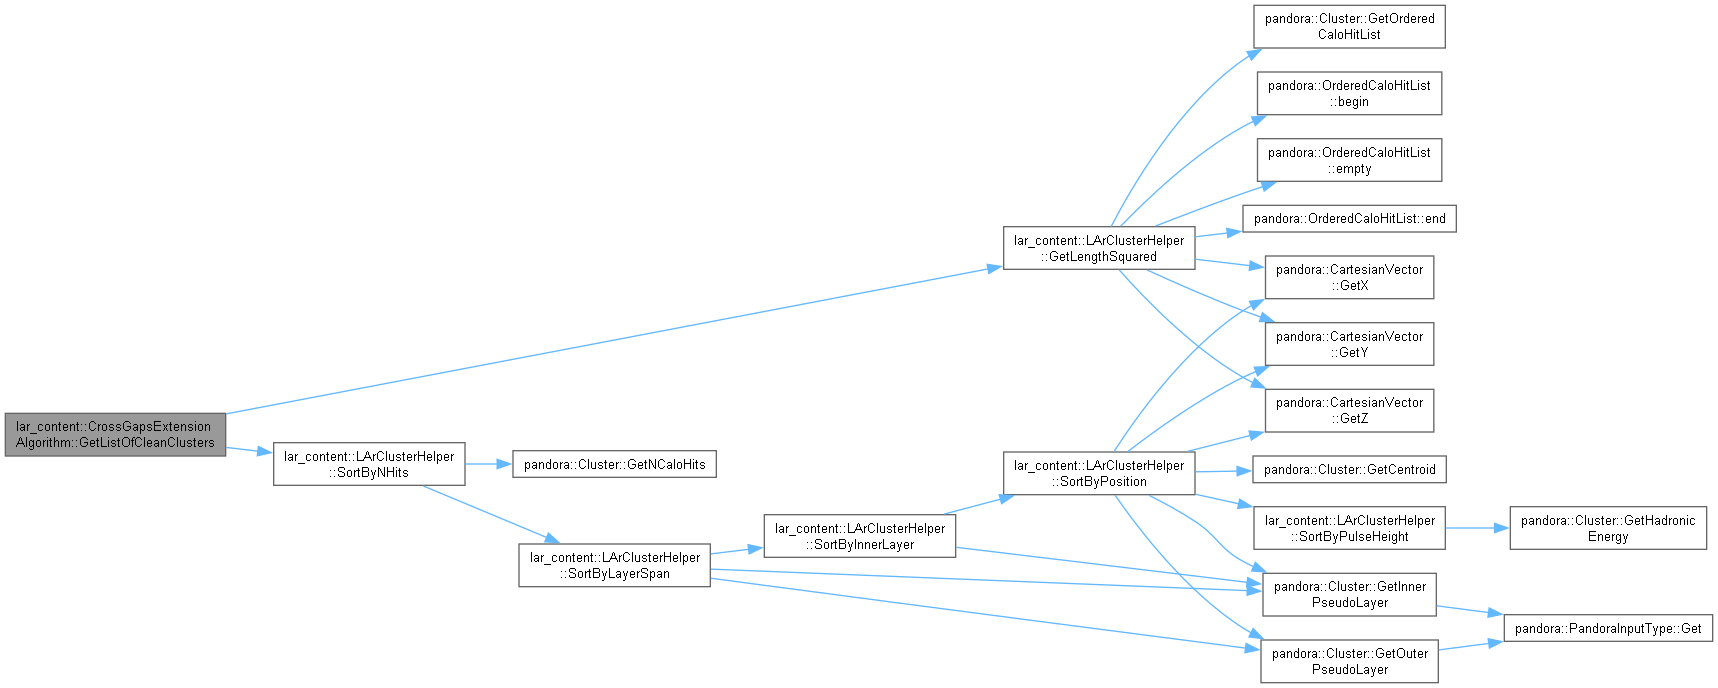 lar_content::CrossGapsExtension
Algorithm::GetListOfCleanClusters
lar_content::LArClusterHelper
::SortByNHits
pandora::Cluster::GetNCaloHits
lar_content::LArClusterHelper
::SortByLayerSpan
lar_content::LArClusterHelper
::SortByInnerLayer
lar_content::LArClusterHelper
::GetLengthSquared
lar_content::LArClusterHelper
::SortByPosition
pandora::Cluster::GetOrdered
CaloHitList
pandora::OrderedCaloHitList
::begin
pandora::OrderedCaloHitList
::empty
pandora::OrderedCaloHitList::end
pandora::CartesianVector
::GetX
pandora::CartesianVector
::GetY
pandora::CartesianVector
::GetZ
pandora::Cluster::GetCentroid
lar_content::LArClusterHelper
::SortByPulseHeight
pandora::Cluster::GetInner
PseudoLayer
pandora::Cluster::GetOuter
PseudoLayer
pandora::Cluster::GetHadronic
Energy
pandora::PandoraInputType::Get